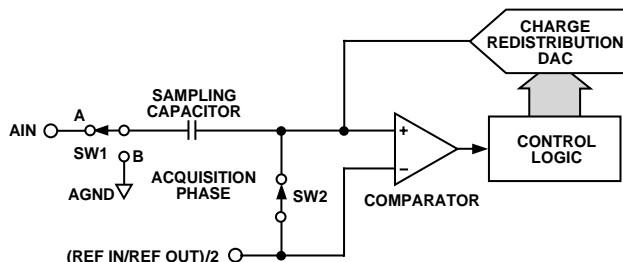 CHARGE
REDISTRIBUTION
DAC
SAMPLING
CAPACITOR
A
AIN
SW1
B
AGND
ACQUISITION
PHASE
SW2
+
−
COMPARATOR
CONTROL
LOGIC
(REF IN/REF OUT)/2